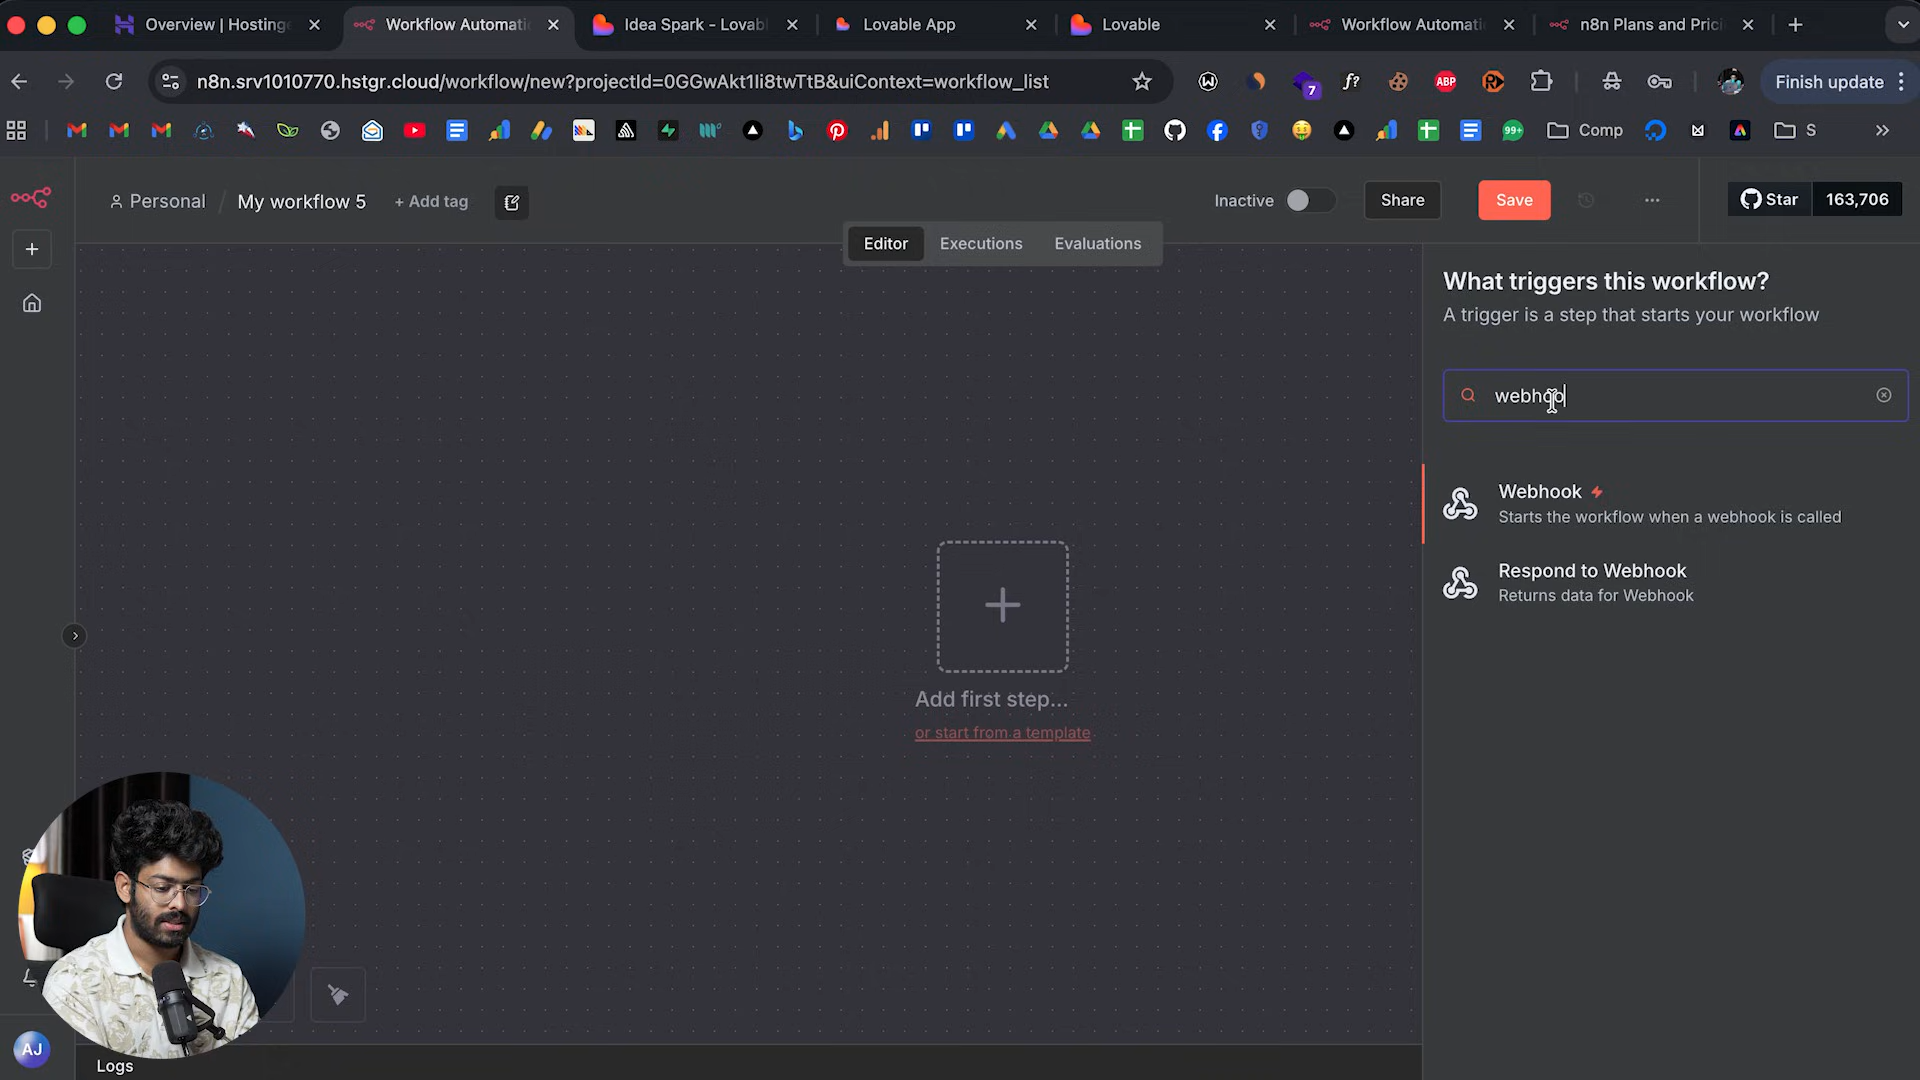 Overview | Hosting
Workflow Automati
Idea Spark - Lovabl
Lovable App
Lovable
Workflow Automati
n8n Plans and Prici
n8n.srv1010770.hstgr.cloud/workflow/new?projectId=0GGwAkt1Ii8twTtB&uiContext=workflow_list
7
f?
ABP
Finish update
99+
Comp
S
Personal / My workflow 5
+ Add tag
Inactive
Share
Save
Star
163,706
Editor
Executions
Evaluations
What triggers this workflow?
A trigger is a step that starts your workflow
webhoo
Webhook
Starts the workflow when a webhook is called
Respond to Webhook
Returns data for Webhook
Add first step...
or start from a template
AJ
Logs